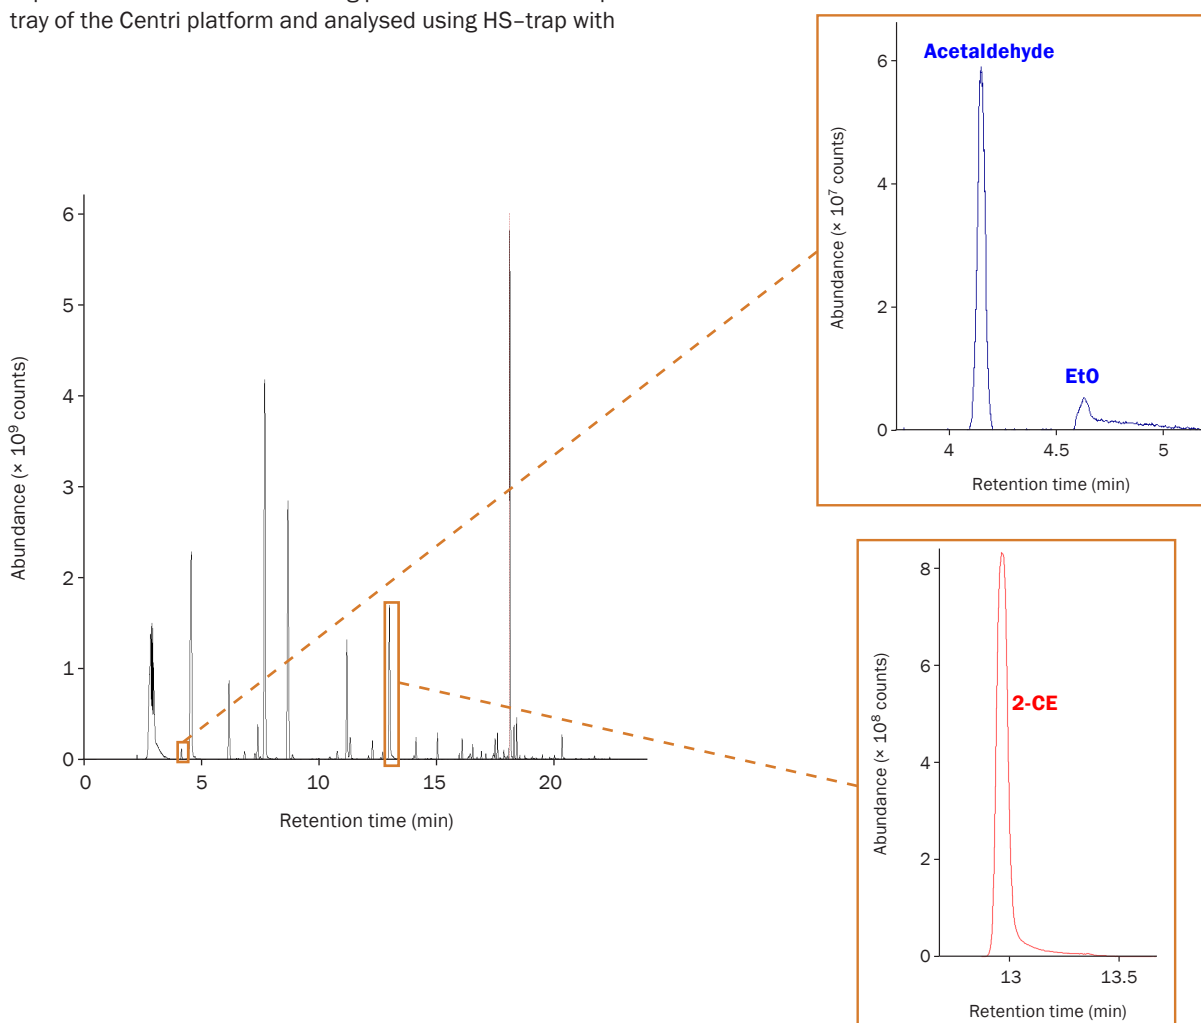 tray of the Centri platform and analysed using HS–trap with
Abundance (× 10⁹ counts)
6
5
4
3
2
1
0
0 5 10 15 20
Retention time (min)
Abundance (× 10⁷ counts)
6
4
2
0
Acetaldehyde
EtO
4 4.5 5
Retention time (min)
Abundance (× 10⁸ counts)
8
6
4
2
0
2-CE
13 13.5
Retention time (min)